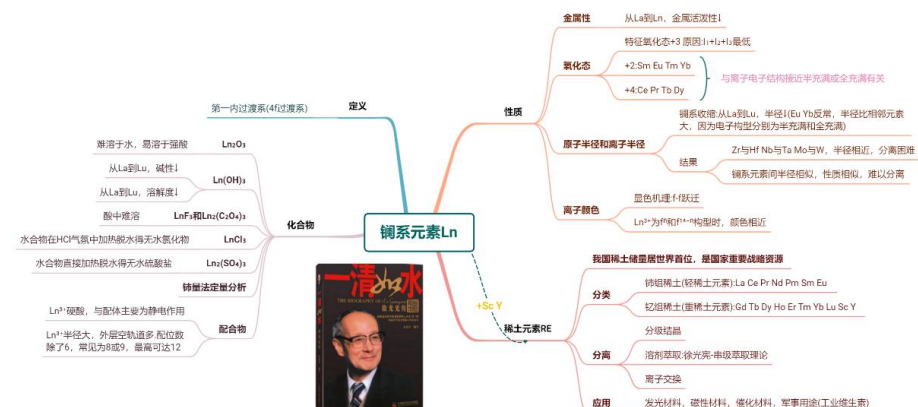 镧系元素Ln
定义
第一内过渡系(4f过渡系)
性质
金属性
从La到Ln，金属活泼性↓
氧化态
特征氧化态+3 原因:I₁+I₂+I₃最低
+2:Sm Eu Tm Yb
+4:Ce Pr Tb Dy
与离子电子结构接近半充满或全充满有关
原子半径和离子半径
镧系收缩:从La到Lu，半径↓(Eu Yb反常，半径比相邻元素
大，因为电子构型分别为半充满和全充满)
结果
Zr与Hf Nb与Ta Mo与W，半径相近，分离困难
镧系元素间半径相似，性质相似，难以分离
离子颜色
显色机理:f-f跃迁
Ln³⁺为fⁿ和f¹⁴⁻ⁿ构型时，颜色相近
化合物
Ln₂O₃
难溶于水，易溶于强酸
Ln(OH)₃
从La到Lu，碱性↓
从La到Lu，溶解度↓
LnF₃和Ln₂(C₂O₄)₃
酸中难溶
LnCl₃
水合物在HCl气氛中加热脱水得无水氯化物
Ln₂(SO₄)₃
水合物直接加热脱水得无水硫酸盐
铈量法定量分析
配合物
Ln³⁺硬酸，与配体主要为静电作用
Ln³⁺半径大，外层空轨道多.配位数
除了6，常见为8或9，最高可达12
+Sc Y
稀土元素RE
我国稀土储量居世界首位，是国家重要战略资源
分类
铈组稀土(轻稀土元素):La Ce Pr Nd Pm Sm Eu
钇组稀土(重稀土元素):Gd Tb Dy Ho Er Tm Yb Lu Sc Y
分离
分级结晶
溶剂萃取:徐光宪-串级萃取理论
离子交换
应用
发光材料，磁性材料，催化材料，军事用途(工业维生素)
一清如水